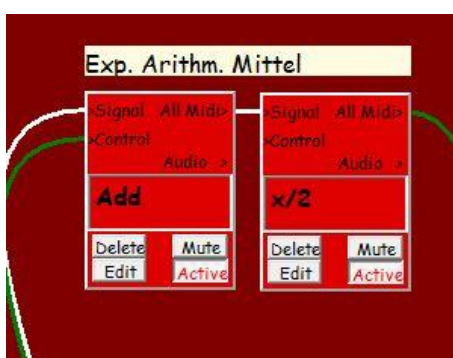 Exp. Arithm. Mittel
>Signal All Midi>
>Control
Audio >
Add
Delete Mute
Edit Active
>Signal All Midi>
>Control
Audio >
x/2
Delete Mute
Edit Active